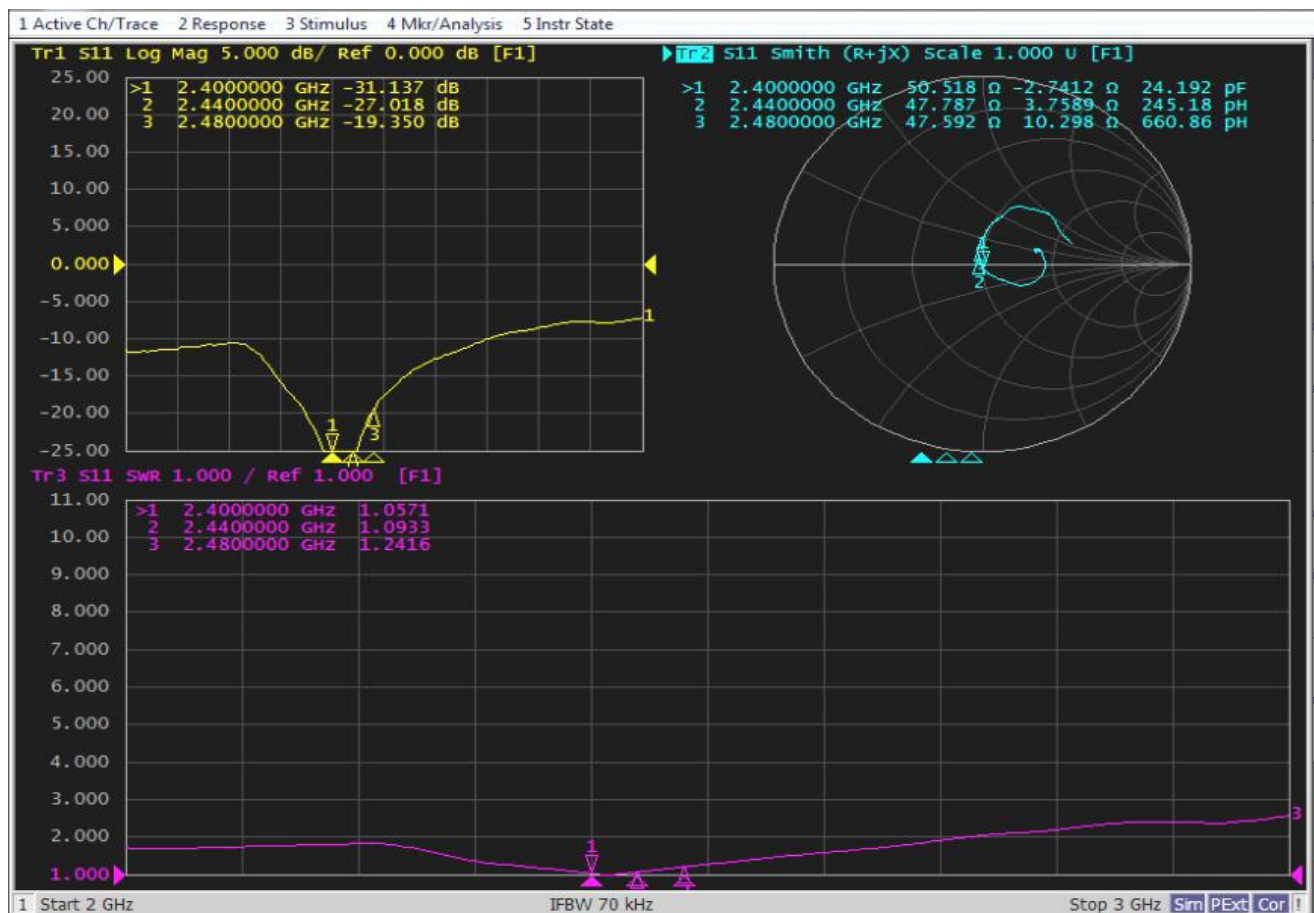 1 Active Ch/Trace 2 Response 3 Stimulus 4 Mkr/Analysis 5 Instr State
Tr1 S11 Log Mag 5.000 dB/ Ref 0.000 dB [F1]
25.00
20.00
15.00
10.00
5.000
0.000
-5.000
-10.00
-15.00
-20.00
-25.00
>1 2.4000000 GHz -31.137 dB
2 2.4400000 GHz -27.018 dB
3 2.4800000 GHz -19.350 dB
1
1
3
Tr2 S11 Smith (R+jX) Scale 1.000 U [F1]
>1 2.4000000 GHz 50.518 Ω -2.7412 Ω 24.192 pF
2 2.4400000 GHz 47.787 Ω 3.7589 Ω 245.18 pH
3 2.4800000 GHz 47.592 Ω 10.298 Ω 660.86 pH
2
Tr3 S11 SWR 1.000 / Ref 1.000 [F1]
11.00
10.00
9.000
8.000
7.000
6.000
5.000
4.000
3.000
2.000
1.000
>1 2.4000000 GHz 1.0571
2 2.4400000 GHz 1.0933
3 2.4800000 GHz 1.2416
1
3
1 Start 2 GHz IFBW 70 kHz Stop 3 GHz Sim PExt Cor !